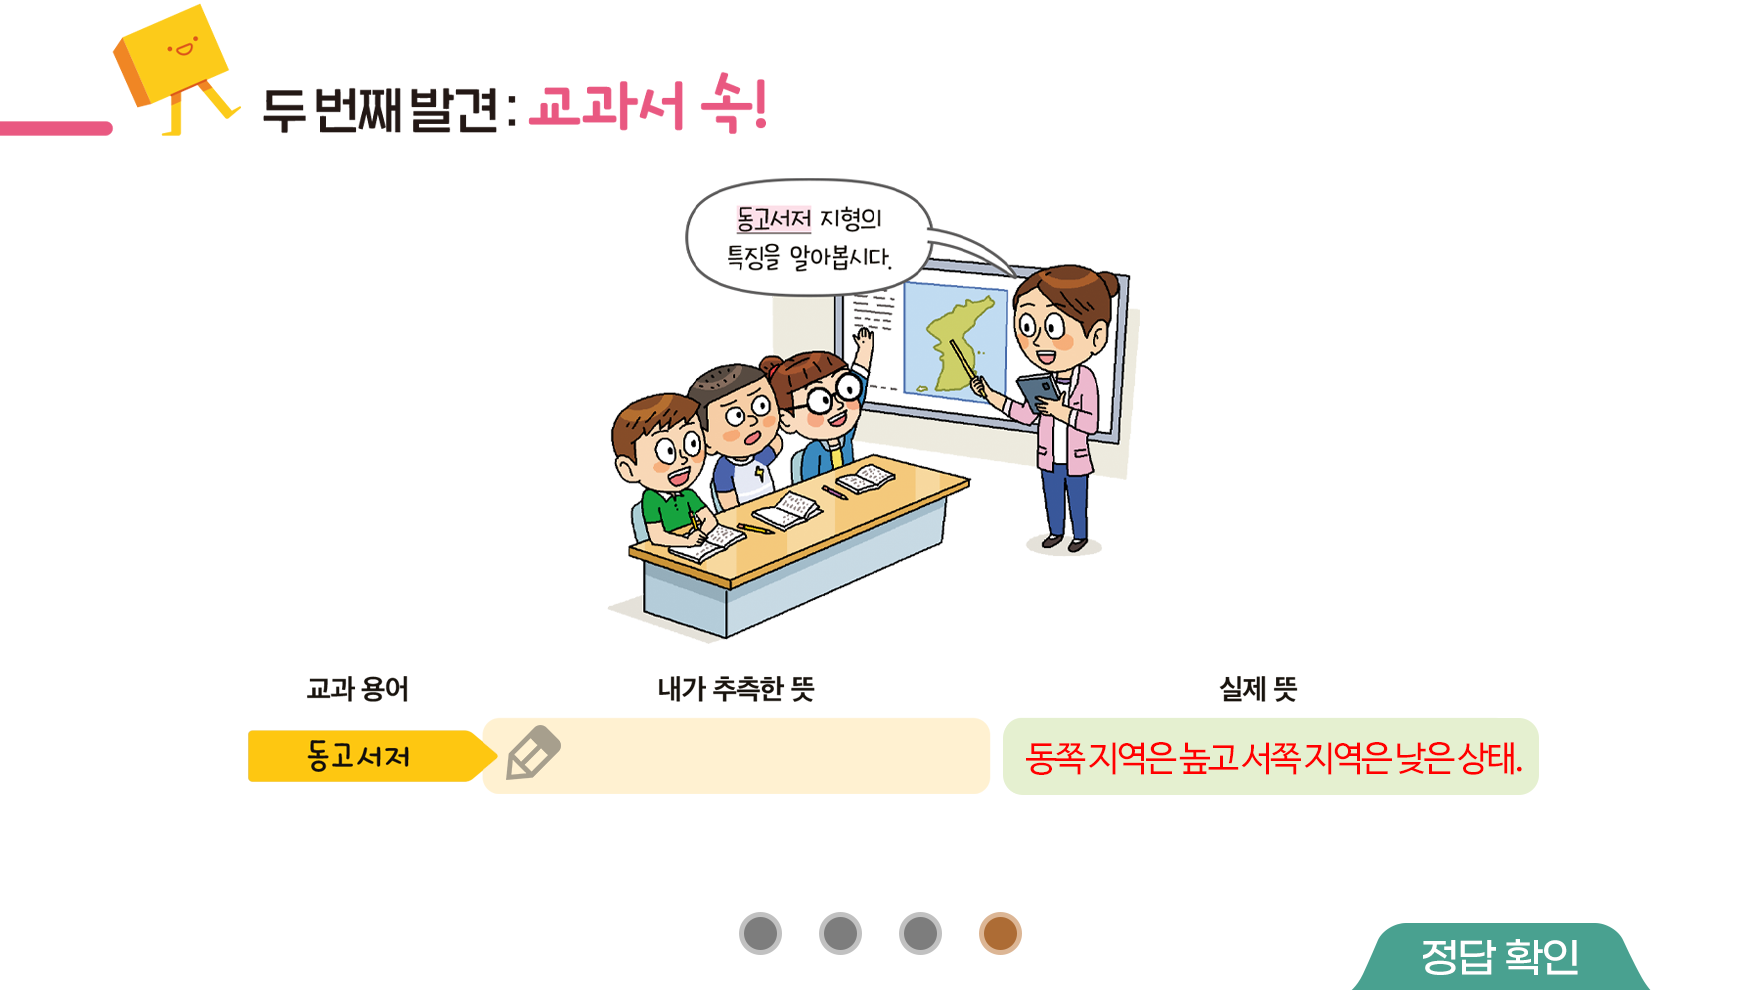 두 번째 발견 : 교과서 속!
동고서저 지형의
특징을 알아봅시다.
교과 용어
내가 추측한 뜻
실제 뜻
동고서저
동쪽 지역은 높고 서쪽 지역은 낮은 상태.
정답 확인